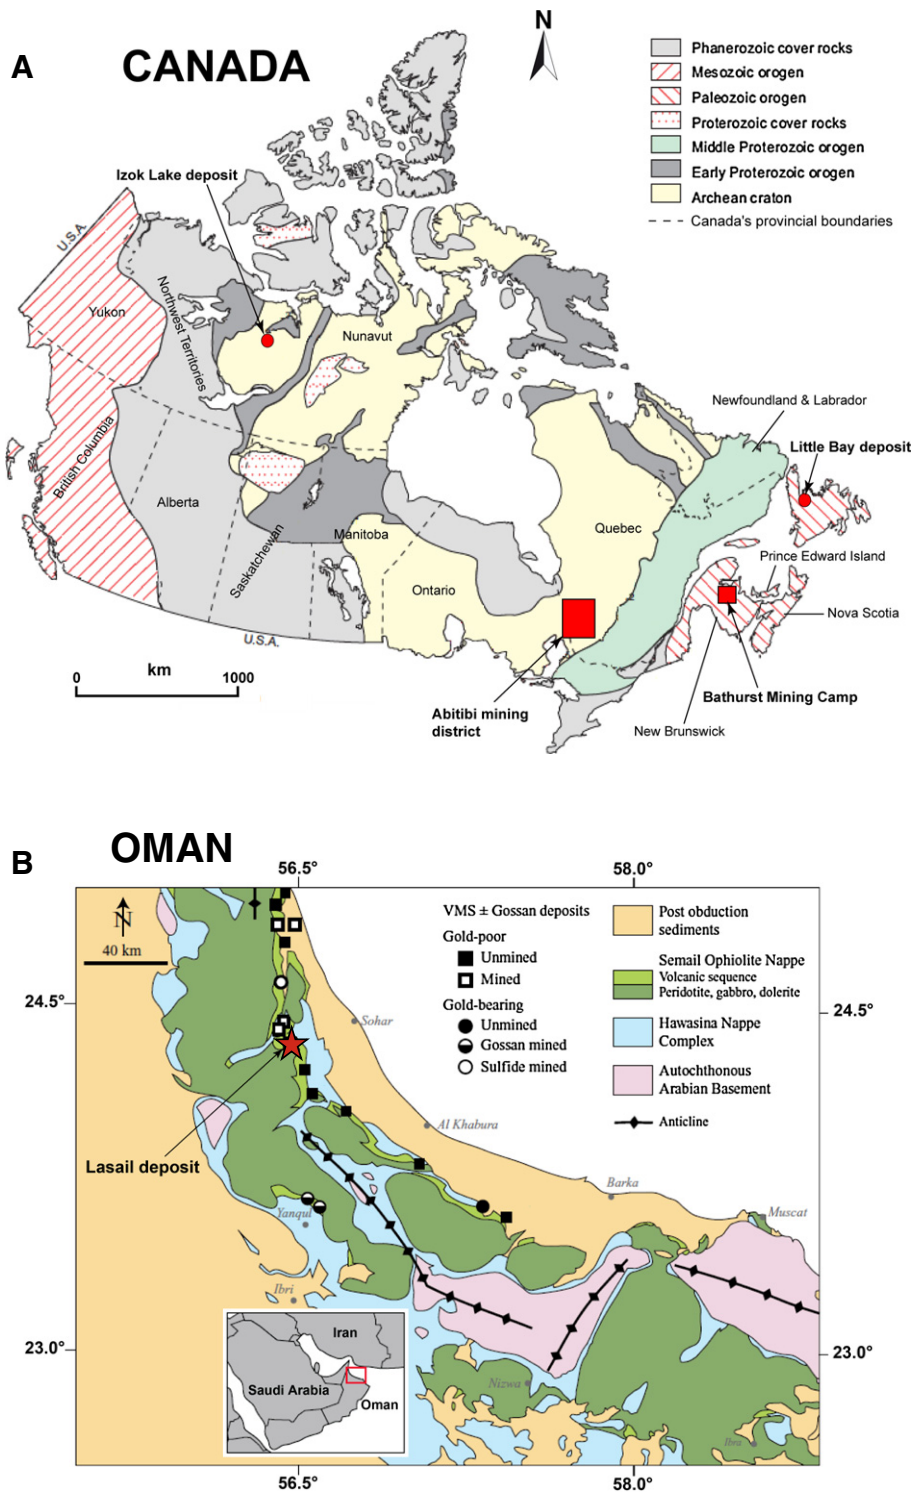 A
CANADA
N
Phanerozoic cover rocks
Mesozoic orogen
Paleozoic orogen
Proterozoic cover rocks
Middle Proterozoic orogen
Early Proterozoic orogen
Archean craton
Canada's provincial boundaries
Izok Lake deposit
U.S.A.
Yukon
Northwest Territories
Nunavut
Newfoundland & Labrador
Little Bay deposit
British Columbia
Alberta
Saskatchewan
Manitoba
Quebec
Prince Edward Island
Ontario
Nova Scotia
U.S.A.
km
0 1000
Abitibi mining
district
Bathurst Mining Camp
New Brunswick
B
OMAN
56.5° 58.0°
N
40 km
VMS ± Gossan deposits
Gold-poor
Unmined
Mined
Gold-bearing
Unmined
Gossan mined
Sulfide mined
Post obduction
sediments
Semail Ophiolite Nappe
Volcanic sequence
Peridotite, gabbro, dolerite
Hawasina Nappe
Complex
Autochthonous
Arabian Basement
Anticline
24.5° 24.5°
Sohar
Al Khabura
Lasail deposit
Barka
Yanqul
Muscat
Ibri
Iran
Saudi Arabia
Oman
23.0° 23.0°
Nizwa
Ibra
56.5° 58.0°